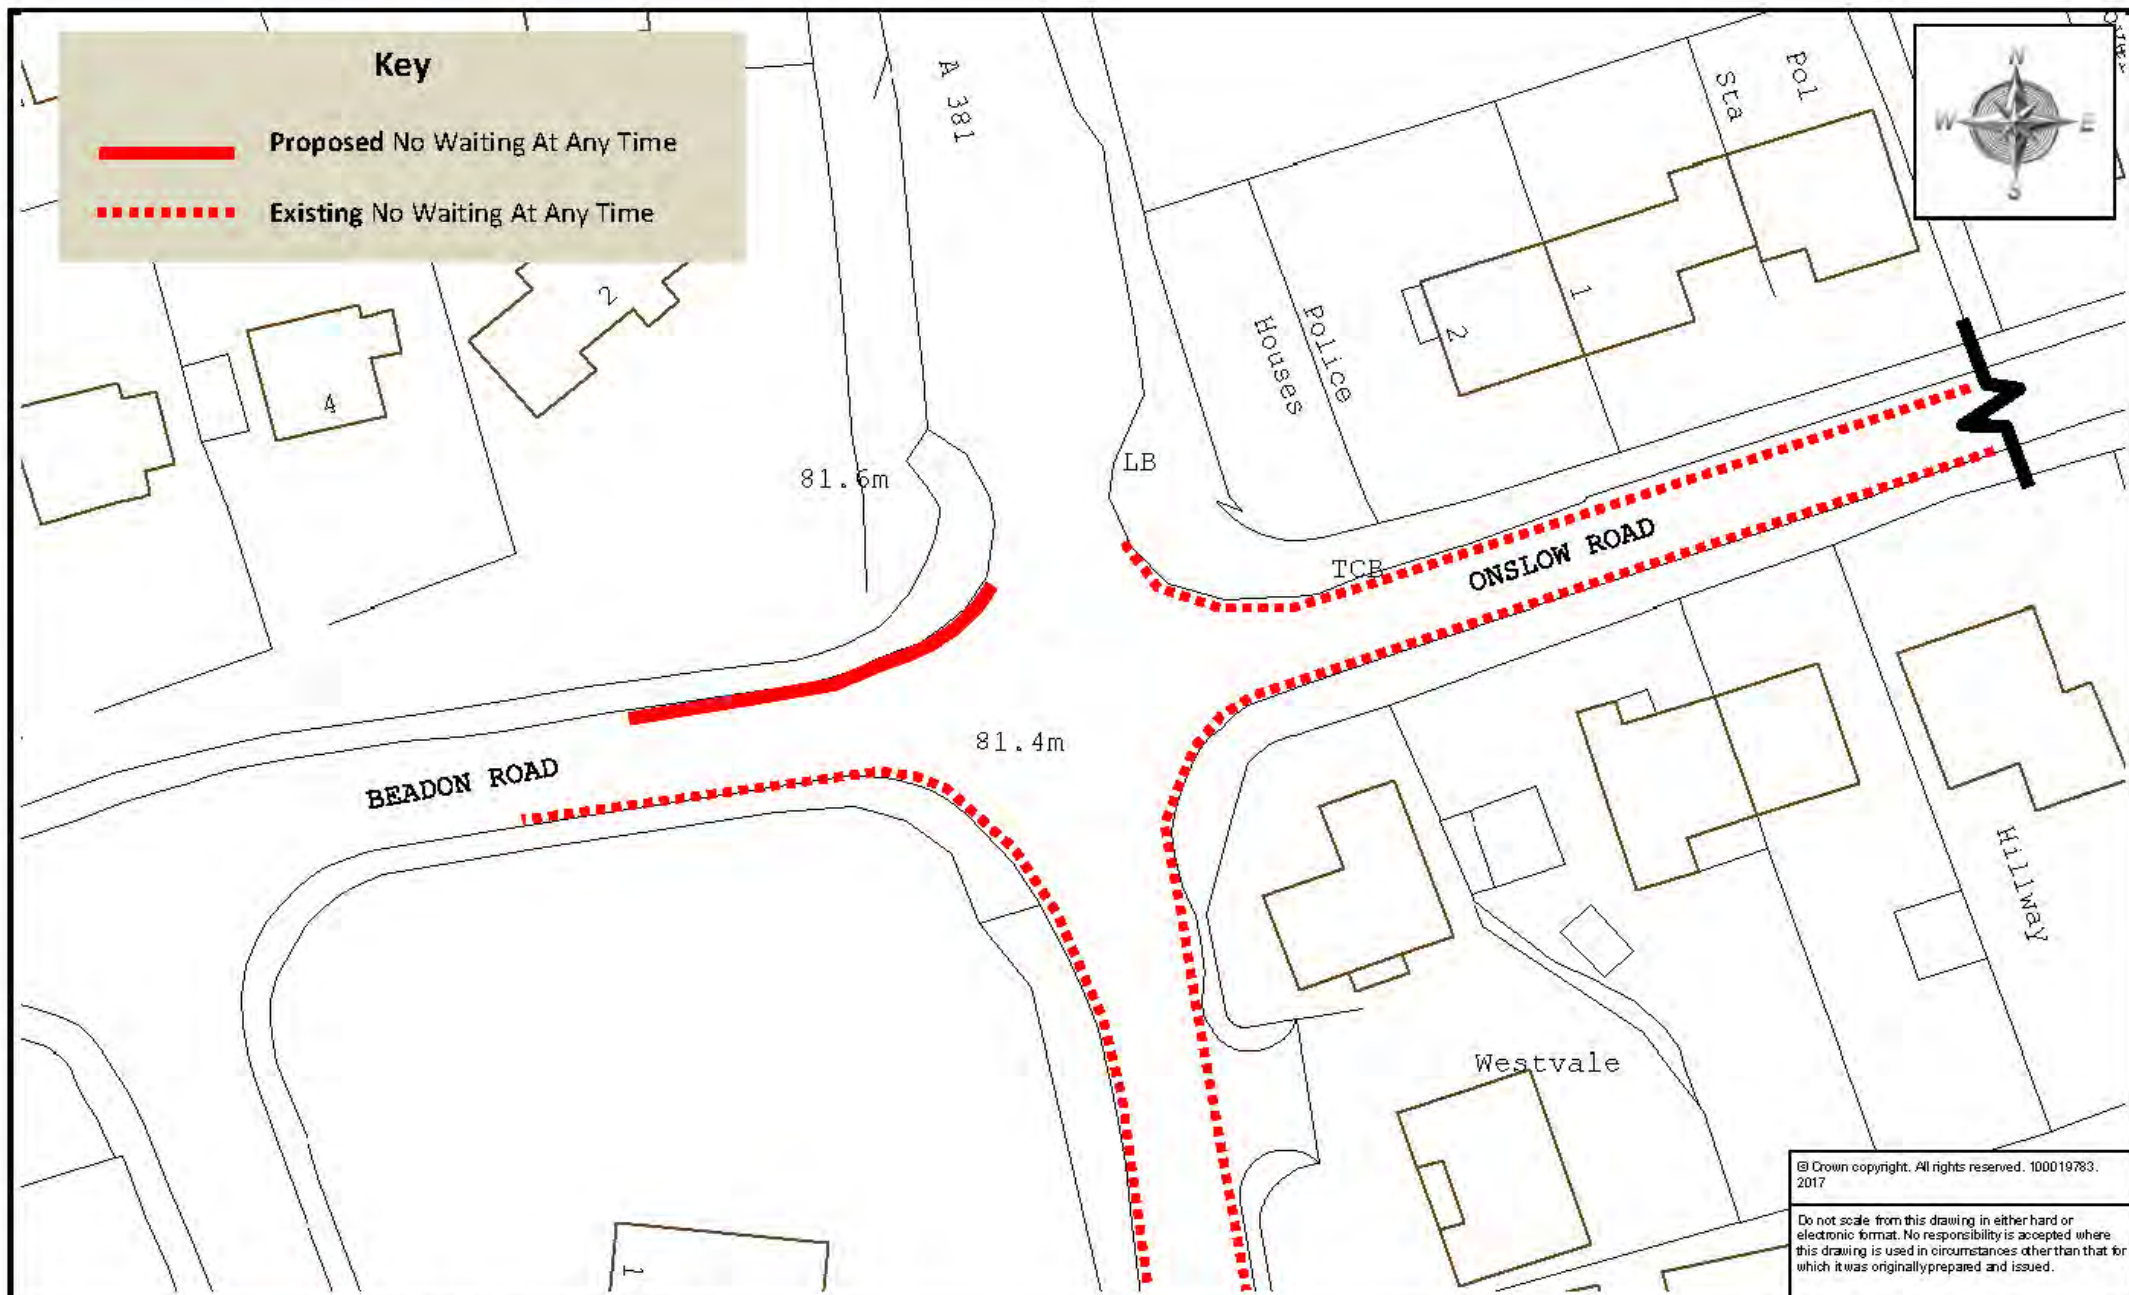 Key
Proposed No Waiting At Any Time
Existing No Waiting At Any Time
A 381
Pol
Sta
N
W
E
S
2
4
1
2
Police
Houses
81.6m
LB
TCB
ONSLOW ROAD
81.4m
BEADON ROAD
Hillway
Westvale
1
© Crown copyright. All rights reserved. 100019783.
2017
Do not scale from this drawing in either hard or
electronic format. No responsibility is accepted where
this drawing is used in circumstances other than that for
which it was originally prepared and issued.